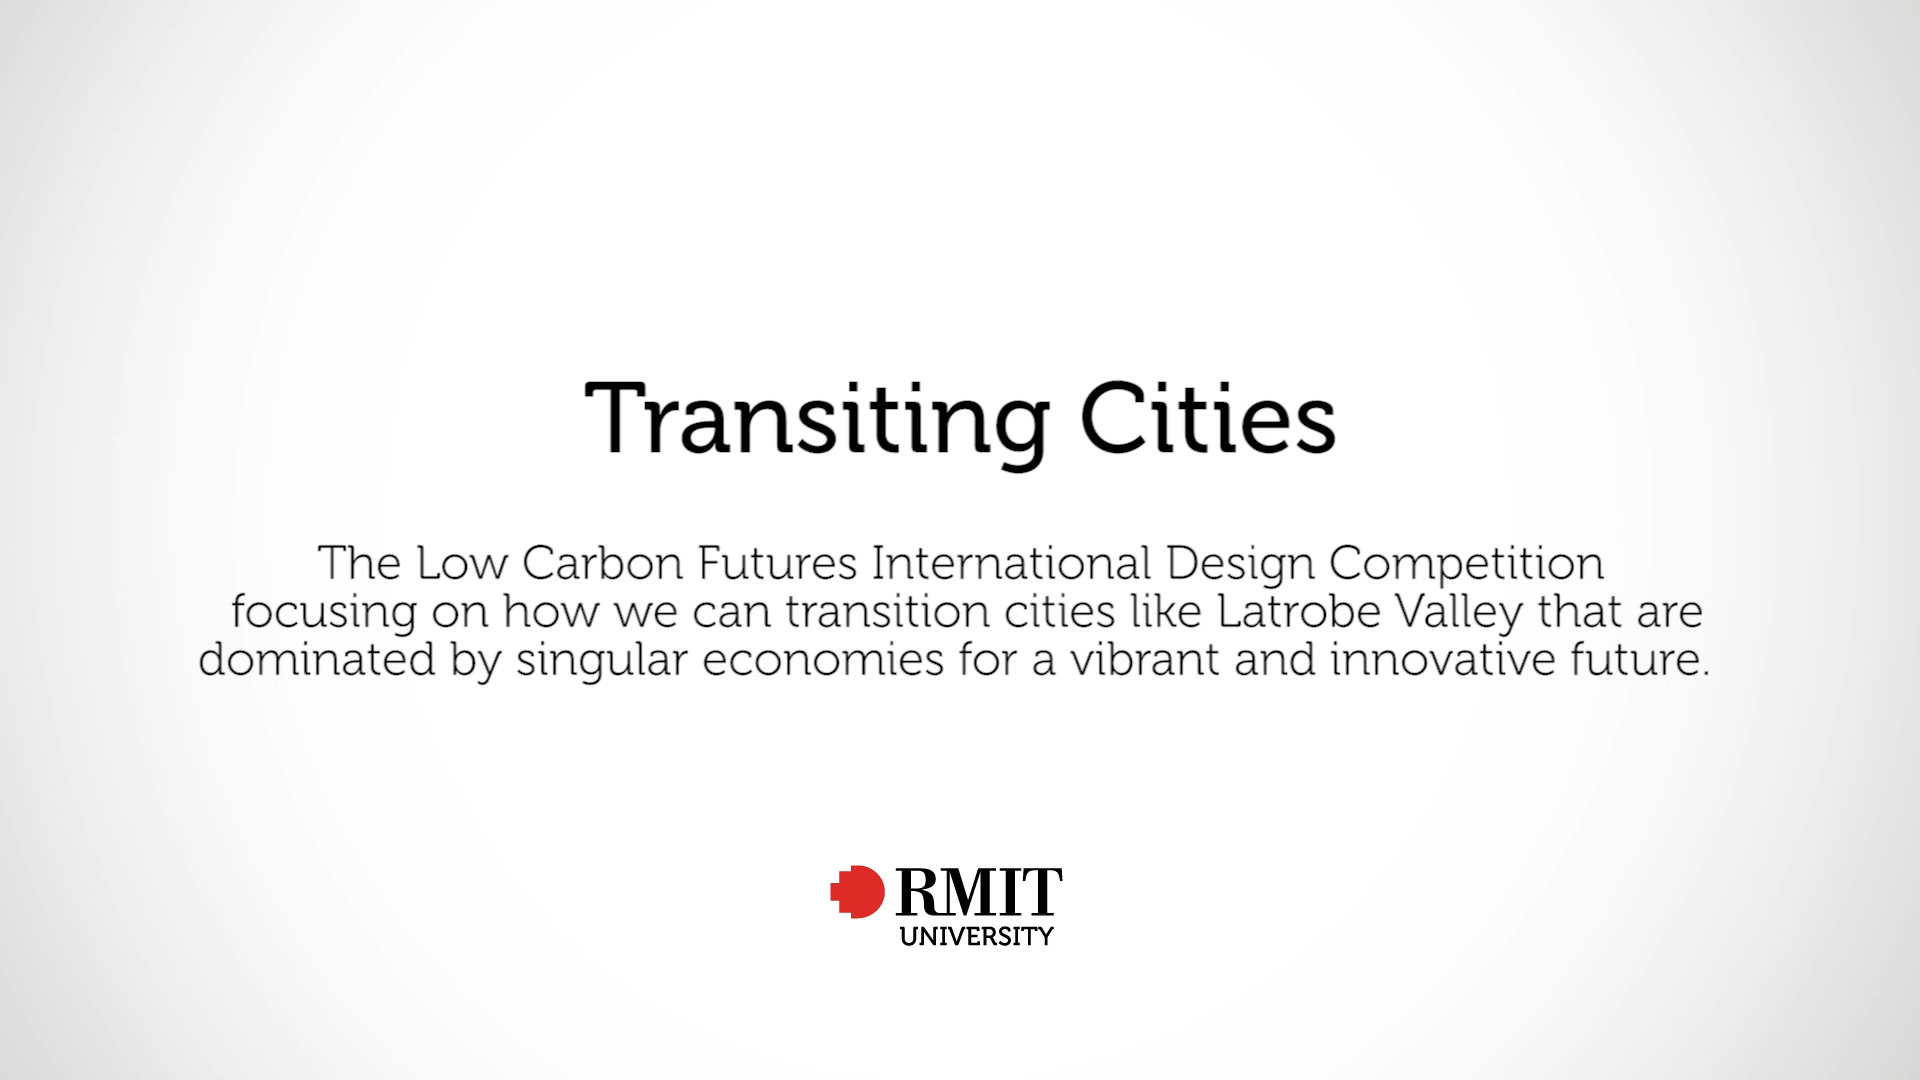 Transiting Cities
The Low Carbon Futures International Design Competition
focusing on how we can transition cities like Latrobe Valley that are
dominated by singular economies for a vibrant and innovative future.
RMIT
UNIVERSITY